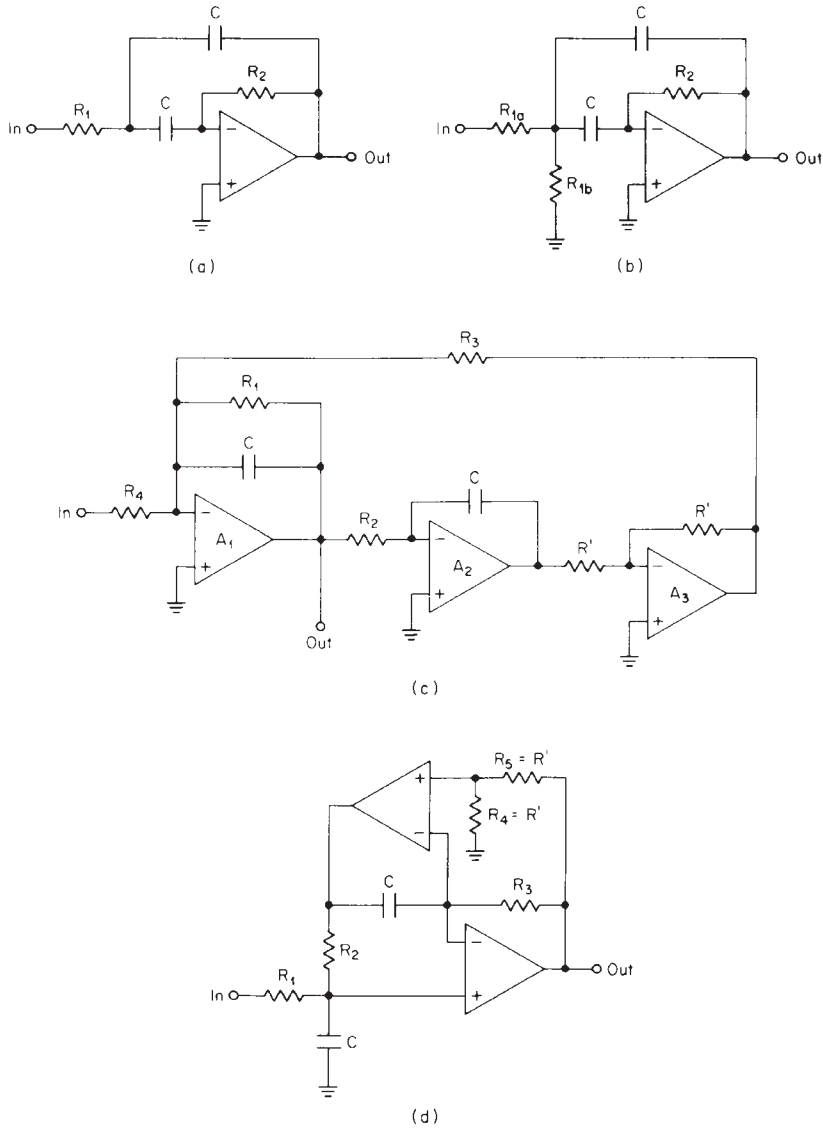 C
R2
R1
C
In
−
+
Out
(a)
C
R2
R1a
C
In
−
+
R1b
Out
(b)
R3
R1
C
R4
In
−
A1
+
Out
R2
C
−
A2
+
R'
R'
−
A3
+
(c)
R5 = R'
R4 = R'
+
−
C
R3
R2
R1
In
−
+
Out
C
(d)